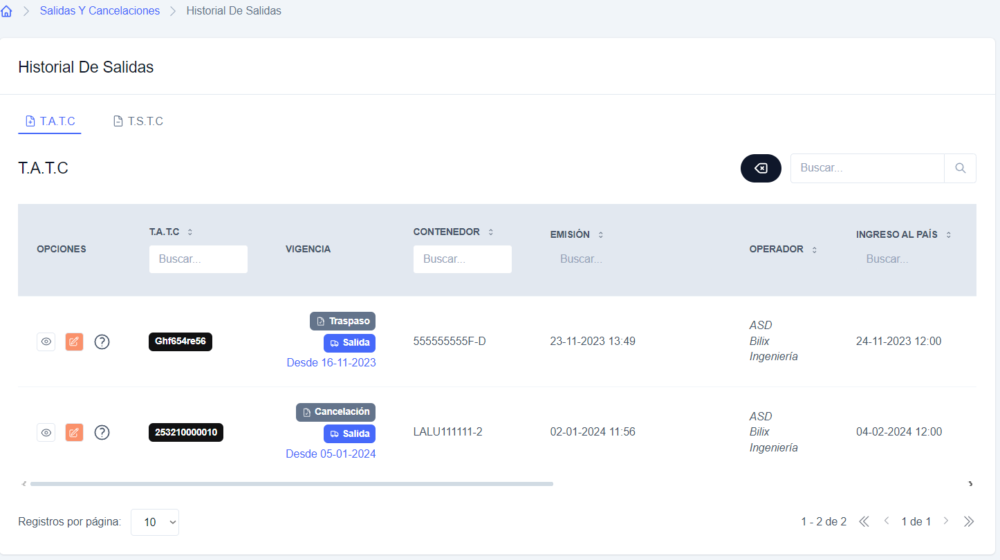 Salidas Y Cancelaciones
Historial De Salidas
Historial De Salidas
T.A.T.C
T.S.T.C
T.A.T.C
Buscar...
OPCIONES
T.A.T.C
Buscar...
VIGENCIA
CONTENEDOR
Buscar...
EMISIÓN
Buscar...
OPERADOR
INGRESO AL PAÍS
Buscar...
Ghf654re56
Traspaso
Salida
Desde 16-11-2023
555555555F-D
23-11-2023 13:49
ASD
Bilix
Ingeniería
24-11-2023 12:00
253210000010
Cancelación
Salida
Desde 05-01-2024
LALU111111-2
02-01-2024 11:56
ASD
Bilix
Ingeniería
04-02-2024 12:00
Registros por página:
10
1 - 2 de 2
1 de 1